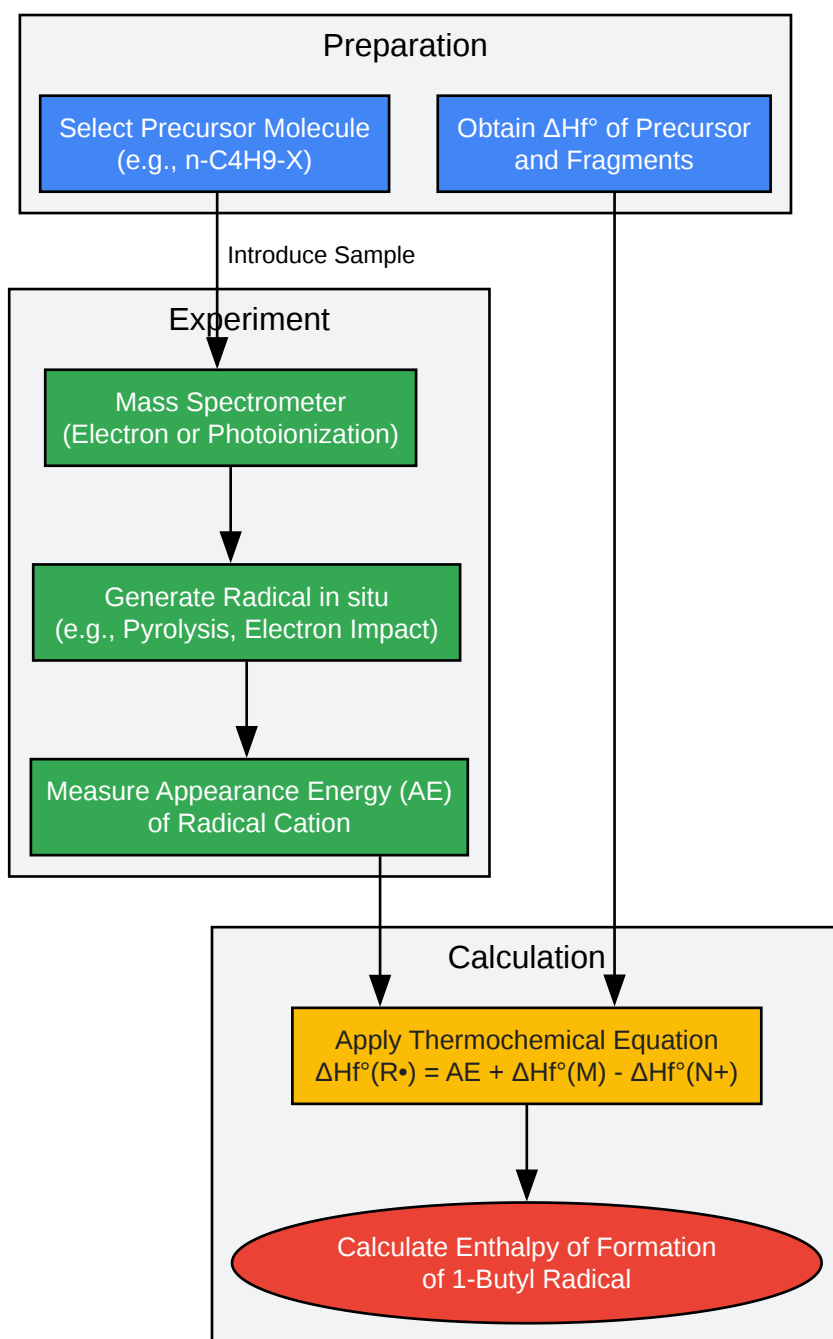 Preparation
Select Precursor Molecule
(e.g., n-C4H9-X)
Obtain ΔHf° of Precursor
and Fragments
Introduce Sample
Experiment
Mass Spectrometer
(Electron or Photoionization)
Generate Radical in situ
(e.g., Pyrolysis, Electron Impact)
Measure Appearance Energy (AE)
of Radical Cation
Calculation
Apply Thermochemical Equation
ΔHf°(R•) = AE + ΔHf°(M) - ΔHf°(N+)
Calculate Enthalpy of Formation
of 1-Butyl Radical